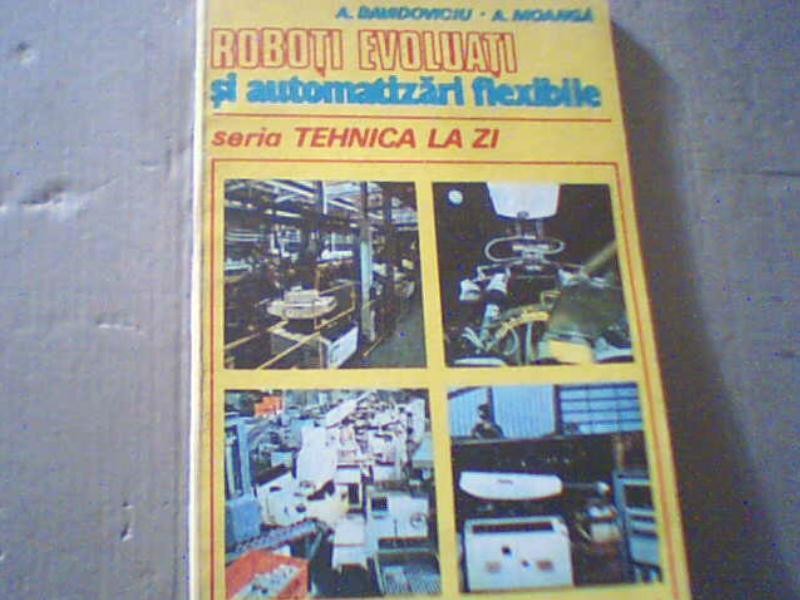 A. DAVIDOVICIU · A. MOANGĂ
ROBOȚI EVOLUAȚI
și automatizări flexibile
seria TEHNICA LA ZI